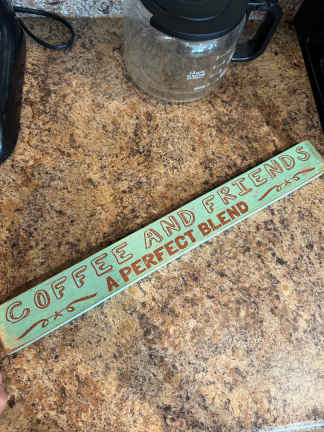 COFFEE AND FRIENDS
A PERFECT BLEND